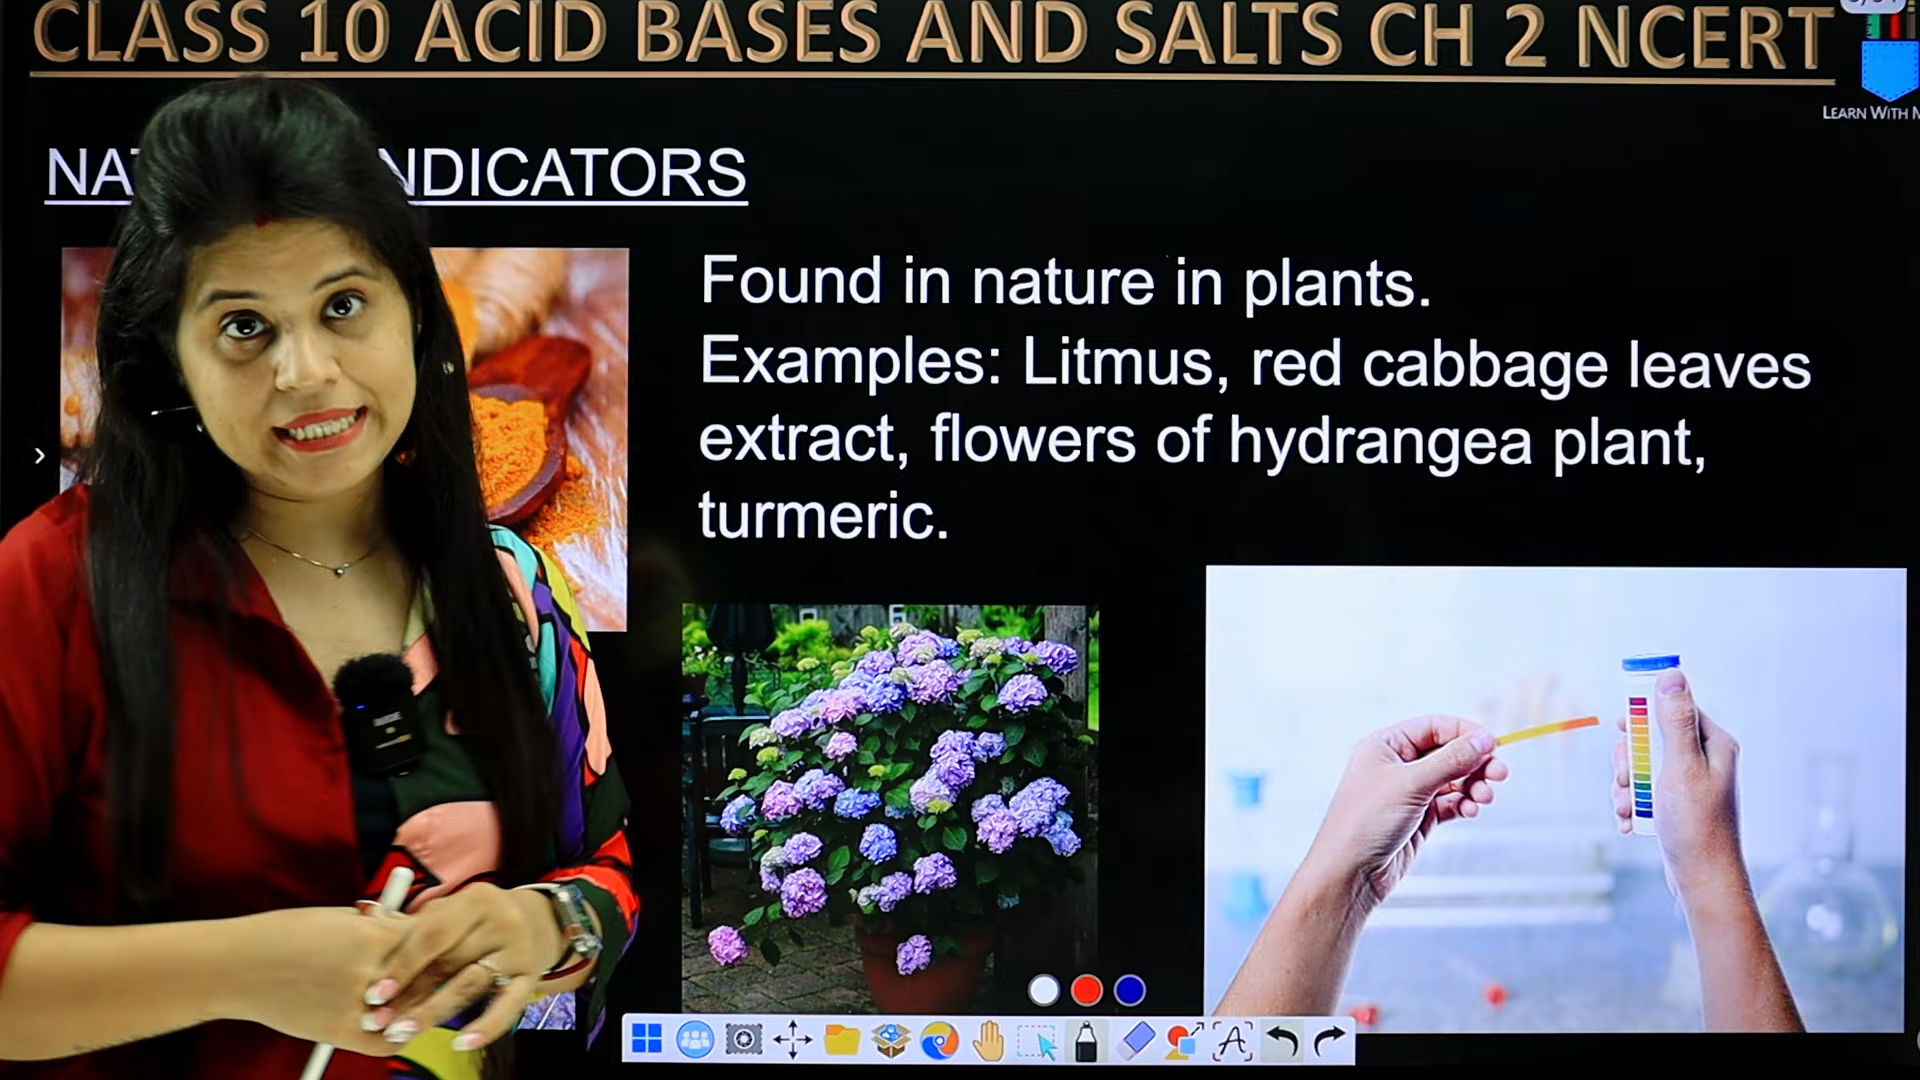 CLASS 10 ACID BASES AND SALTS CH 2 NCERT
LEARN WITH
INDICATORS
Found in nature in plants.
Examples: Litmus, red cabbage leaves
extract, flowers of hydrangea plant,
turmeric.